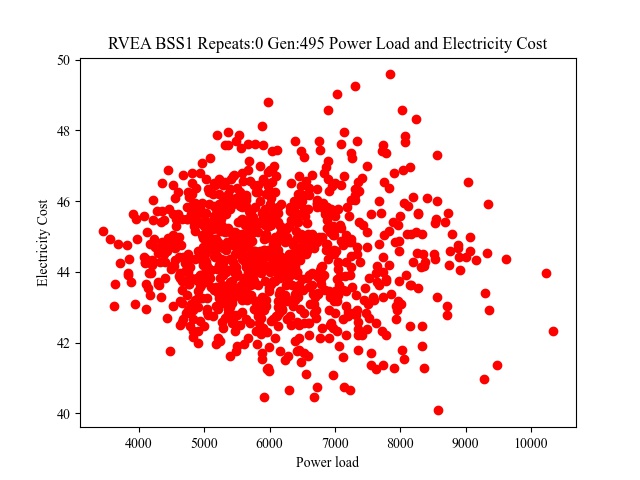 RVEA BSS1 Repeats:0 Gen:495 Power Load and Electricity Cost
50
48
46
44
42
40
Electricity Cost
4000 5000 6000 7000 8000 9000 10000
Power load